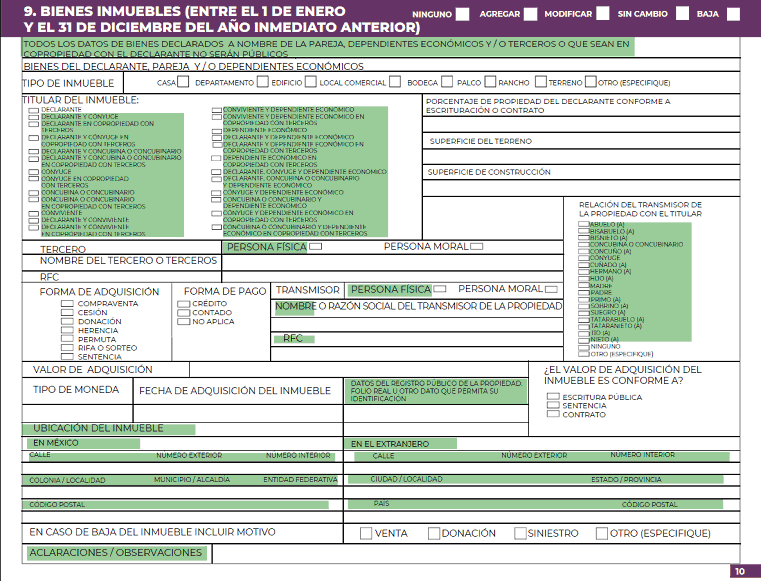 9. BIENES INMUEBLES (ENTRE EL 1 DE ENERO
Y EL 31 DE DICIEMBRE DEL AÑO INMEDIATO ANTERIOR)
NINGUNO AGREGAR MODIFICAR SIN CAMBIO BAJA
TODOS LOS DATOS DE BIENES DECLARADOS A NOMBRE DE LA PAREJA, DEPENDIENTES ECONÓMICOS Y / O TERCEROS O QUE SEAN EN
COPROPIEDAD CON EL DECLARANTE NO SERÁN PÚBLICOS
BIENES DEL DECLARANTE, PAREJA Y / O DEPENDIENTES ECONÓMICOS
TIPO DE INMUEBLE CASA DEPARTAMENTO EDIFICIO LOCAL COMERCIAL BODEGA PALCO RANCHO TERRENO OTRO (ESPECIFIQUE)
TITULAR DEL INMUEBLE:
DECLARANTE
DECLARANTE Y CÓNYUGE
DECLARANTE EN COPROPIEDAD CON
TERCEROS
DECLARANTE Y CÓNYUGE EN
COPROPIEDAD CON TERCEROS
DECLARANTE Y CONCUBINA O CONCUBINARIO
DECLARANTE Y CONCUBINA O CONCUBINARIO
EN COPROPIEDAD CON TERCEROS
CÓNYUGE
CÓNYUGE EN COPROPIEDAD
CON TERCEROS
CONCUBINA O CONCUBINARIO
CONCUBINA O CONCUBINARIO
EN COPROPIEDAD CON TERCEROS
CONVIVIENTE
DECLARANTE Y CONVIVIENTE
DECLARANTE Y CONVIVIENTE
EN COPROPIEDAD CON TERCEROS
CONVIVIENTE Y DEPENDIENTE ECONÓMICO
CONVIVIENTE Y DEPENDIENTE ECONÓMICO EN
COPROPIEDAD CON TERCEROS
DEPENDIENTE ECONÓMICO
DECLARANTE Y DEPENDIENTE ECONÓMICO
DECLARANTE Y DEPENDIENTE ECONÓMICO EN
COPROPIEDAD CON TERCEROS
DEPENDIENTE ECONÓMICO EN
COPROPIEDAD CON TERCEROS
DECLARANTE, CÓNYUGE Y DEPENDIENTE ECONÓMICO
DECLARANTE, CONCUBINA O CONCUBINARIO
Y DEPENDIENTE ECONÓMICO
CÓNYUGE Y DEPENDIENTE ECONÓMICO
CONCUBINA O CONCUBINARIO Y
DEPENDIENTE ECONÓMICO
CÓNYUGE Y DEPENDIENTE ECONÓMICO EN
COPROPIEDAD CON TERCEROS
CONCUBINA O CONCUBINARIO Y DEPENDIENTE
ECONÓMICO EN COPROPIEDAD CON TERCEROS
PORCENTAJE DE PROPIEDAD DEL DECLARANTE CONFORME A
ESCRITURACIÓN O CONTRATO
SUPERFICIE DEL TERRENO
SUPERFICIE DE CONSTRUCCIÓN
RELACIÓN DEL TRANSMISOR DE
LA PROPIEDAD CON EL TITULAR
ABUELO (A)
BISABUELO (A)
BISNIETO (A)
CONCUBINA O CONCUBINARIO
CONCUÑO (A)
CÓNYUGE
CUÑADO (A)
HERMANO (A)
HIJO (A)
MADRE
PADRE
PRIMO (A)
SOBRINO (A)
SUEGRO (A)
TATARABUELO (A)
TATARANIETO (A)
TÍO (A)
NIETO (A)
NINGUNO
OTRO (ESPECIFIQUE)
TERCERO PERSONA FÍSICA PERSONA MORAL
NOMBRE DEL TERCERO O TERCEROS
RFC
FORMA DE ADQUISICIÓN
COMPRAVENTA
CESIÓN
DONACIÓN
HERENCIA
PERMUTA
RIFA O SORTEO
SENTENCIA
FORMA DE PAGO
CRÉDITO
CONTADO
NO APLICA
TRANSMISOR PERSONA FÍSICA PERSONA MORAL
NOMBRE O RAZÓN SOCIAL DEL TRANSMISOR DE LA PROPIEDAD
RFC
VALOR DE ADQUISICIÓN
¿EL VALOR DE ADQUISICIÓN DEL
INMUEBLE ES CONFORME A?
ESCRITURA PÚBLICA
SENTENCIA
CONTRATO
TIPO DE MONEDA
FECHA DE ADQUISICIÓN DEL INMUEBLE
DATOS DEL REGISTRO PÚBLICO DE LA PROPIEDAD,
FOLIO REAL U OTRO DATO QUE PERMITA SU
IDENTIFICACIÓN
UBICACIÓN DEL INMUEBLE
EN MÉXICO EN EL EXTRANJERO
CALLE NÚMERO EXTERIOR NÚMERO INTERIOR CALLE NÚMERO EXTERIOR NÚMERO INTERIOR
COLONIA / LOCALIDAD MUNICIPIO / ALCALDÍA ENTIDAD FEDERATIVA CIUDAD / LOCALIDAD ESTADO / PROVINCIA
CÓDIGO POSTAL PAÍS CÓDIGO POSTAL
EN CASO DE BAJA DEL INMUEBLE INCLUIR MOTIVO VENTA DONACIÓN SINIESTRO OTRO (ESPECIFIQUE)
ACLARACIONES / OBSERVACIONES
10